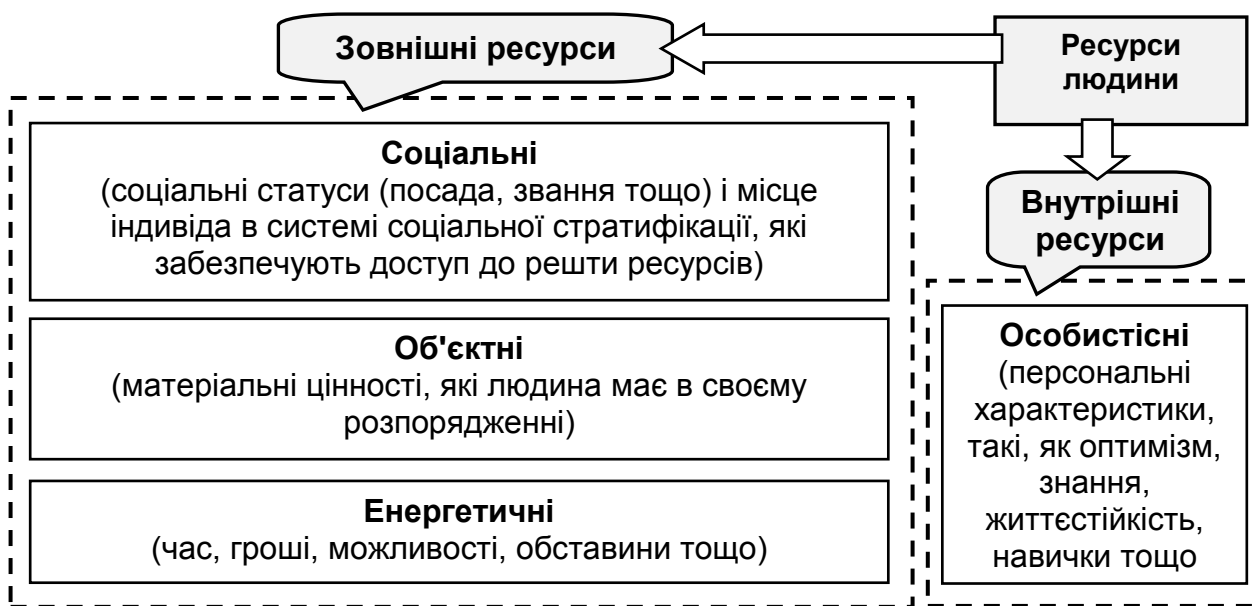 Зовнішні ресурси
Ресурси
людини
Соціальні
(соціальні статуси (посада, звання тощо) і місце
індивіда в системі соціальної стратифікації, які
забезпечують доступ до решти ресурсів)
Об'єктні
(матеріальні цінності, які людина має в своєму
розпорядженні)
Енергетичні
(час, гроші, можливості, обставини тощо)
Внутрішні
ресурси
Особистісні
(персональні
характеристики,
такі, як оптимізм,
знання,
життєстійкість,
навички тощо